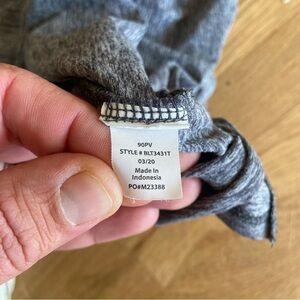 90PV
STYLE # BLT3431T
03/20
Made In
Indonesia
PO#M23388